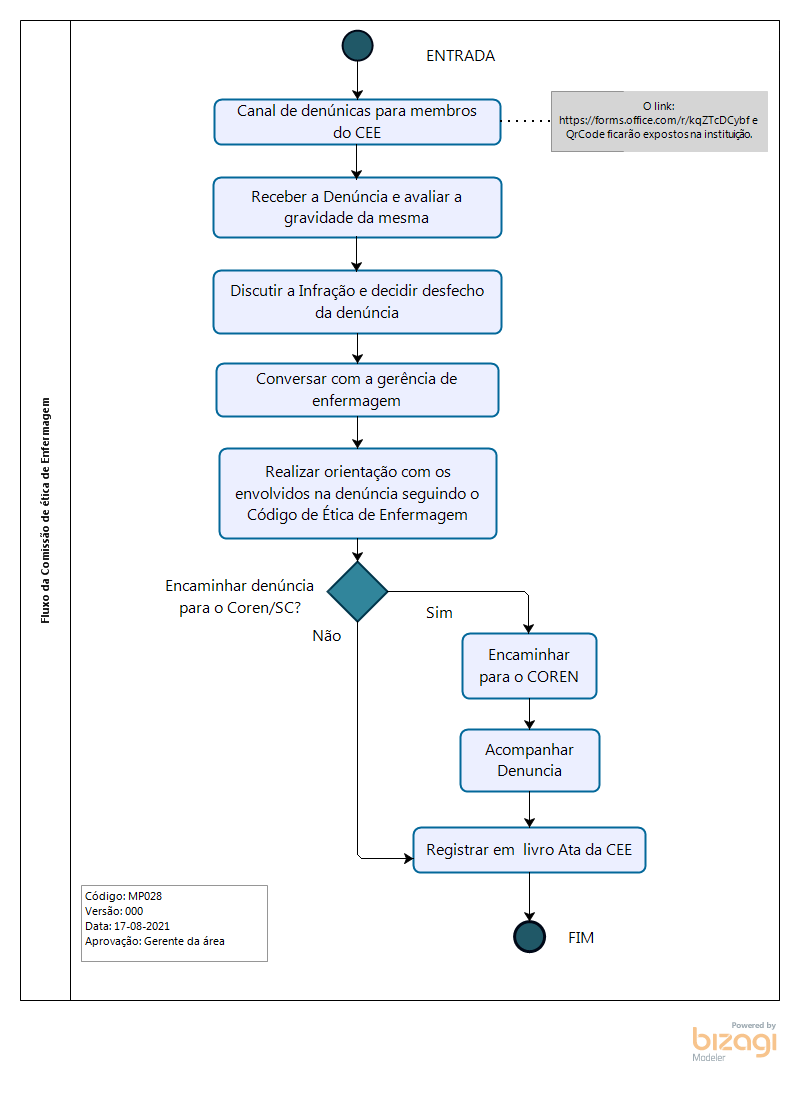 ENTRADA
Canal de denúnicas para membros
do CEE
O link:
https://forms.office.com/r/kqZTcDCybf e
QrCode ficarão expostos na instituição.
Receber a Denúncia e avaliar a
gravidade da mesma
Discutir a Infração e decidir desfecho
da denúncia
Conversar com a gerência de
enfermagem
Realizar orientação com os
envolvidos na denúncia seguindo o
Código de Ética de Enfermagem
Fluxo da Comissão de ética de Enfermagem
Encaminhar denúncia
para o Coren/SC?
Sim
Não
Encaminhar
para o COREN
Acompanhar
Denuncia
Registrar em  livro Ata da CEE
Código: MP028
Versão: 000
Data: 17-08-2021
Aprovação: Gerente da área
FIM
Powered by
bizagi
Modeler